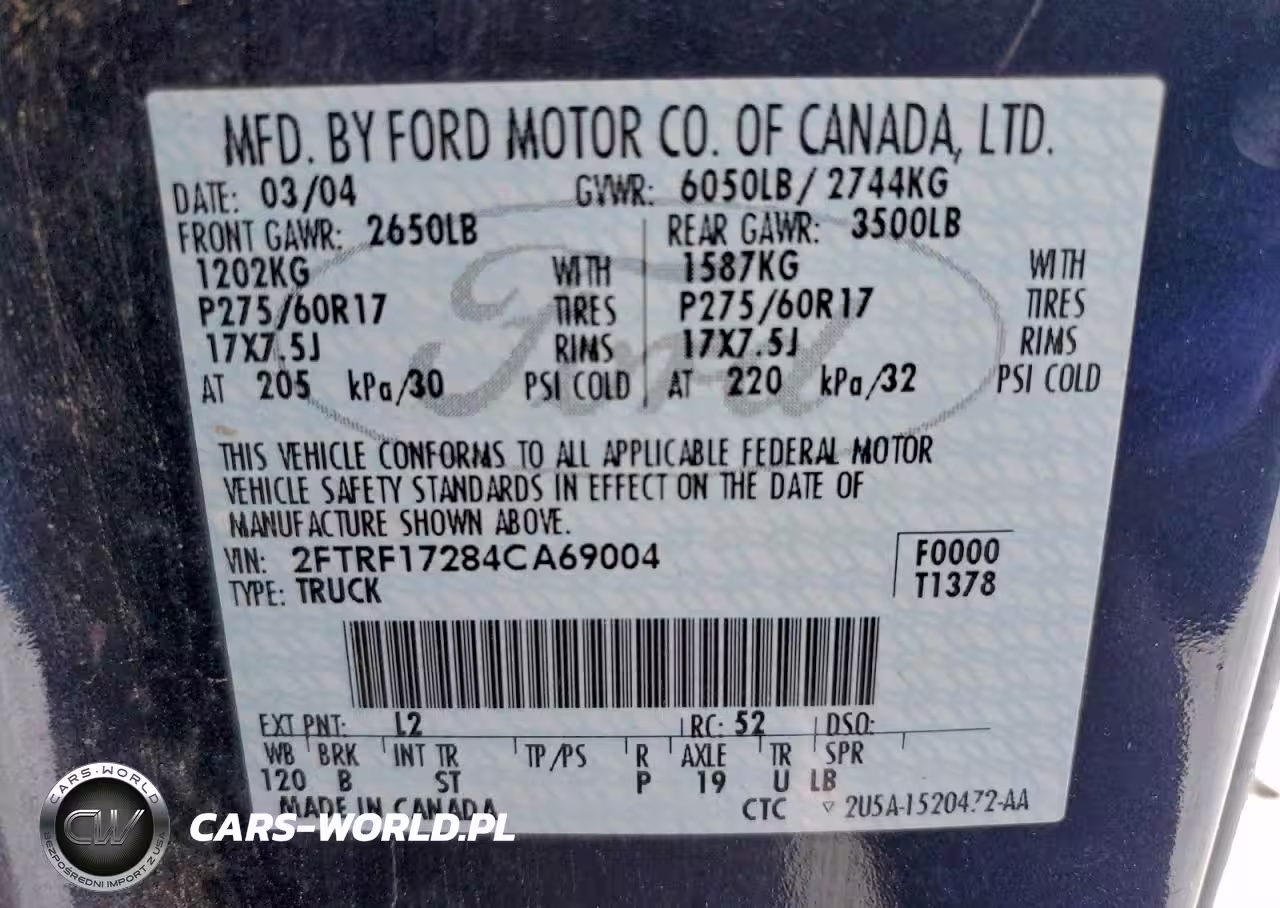 MFD. BY FORD MOTOR CO. OF CANADA, LTD.
DATE: 03/04 GVWR: 6050LB / 2744KG
FRONT GAWR: 2650LB REAR GAWR: 3500LB
1202KG WITH 1587KG WITH
P275/60R17 TIRES P275/60R17 TIRES
17X7.5J RIMS 17X7.5J RIMS
AT 205 kPa/30 PSI COLD AT 220 kPa/32 PSI COLD
Ford
THIS VEHICLE CONFORMS TO ALL APPLICABLE FEDERAL MOTOR
VEHICLE SAFETY STANDARDS IN EFFECT ON THE DATE OF
MANUFACTURE SHOWN ABOVE.
VIN: 2FTRF17284CA69004 F0000
TYPE: TRUCK T1378
EXT PNT: L2 RC: 52 DSO:
WB BRK INT TR TP/PS R AXLE TR SPR
120 B ST P 19 U LB
MADE IN CANADA CTC 2U5A-1520472-AA
CARS-WORLD
CW
BEZPOŚREDNI IMPORT Z USA
CARS-WORLD.PL